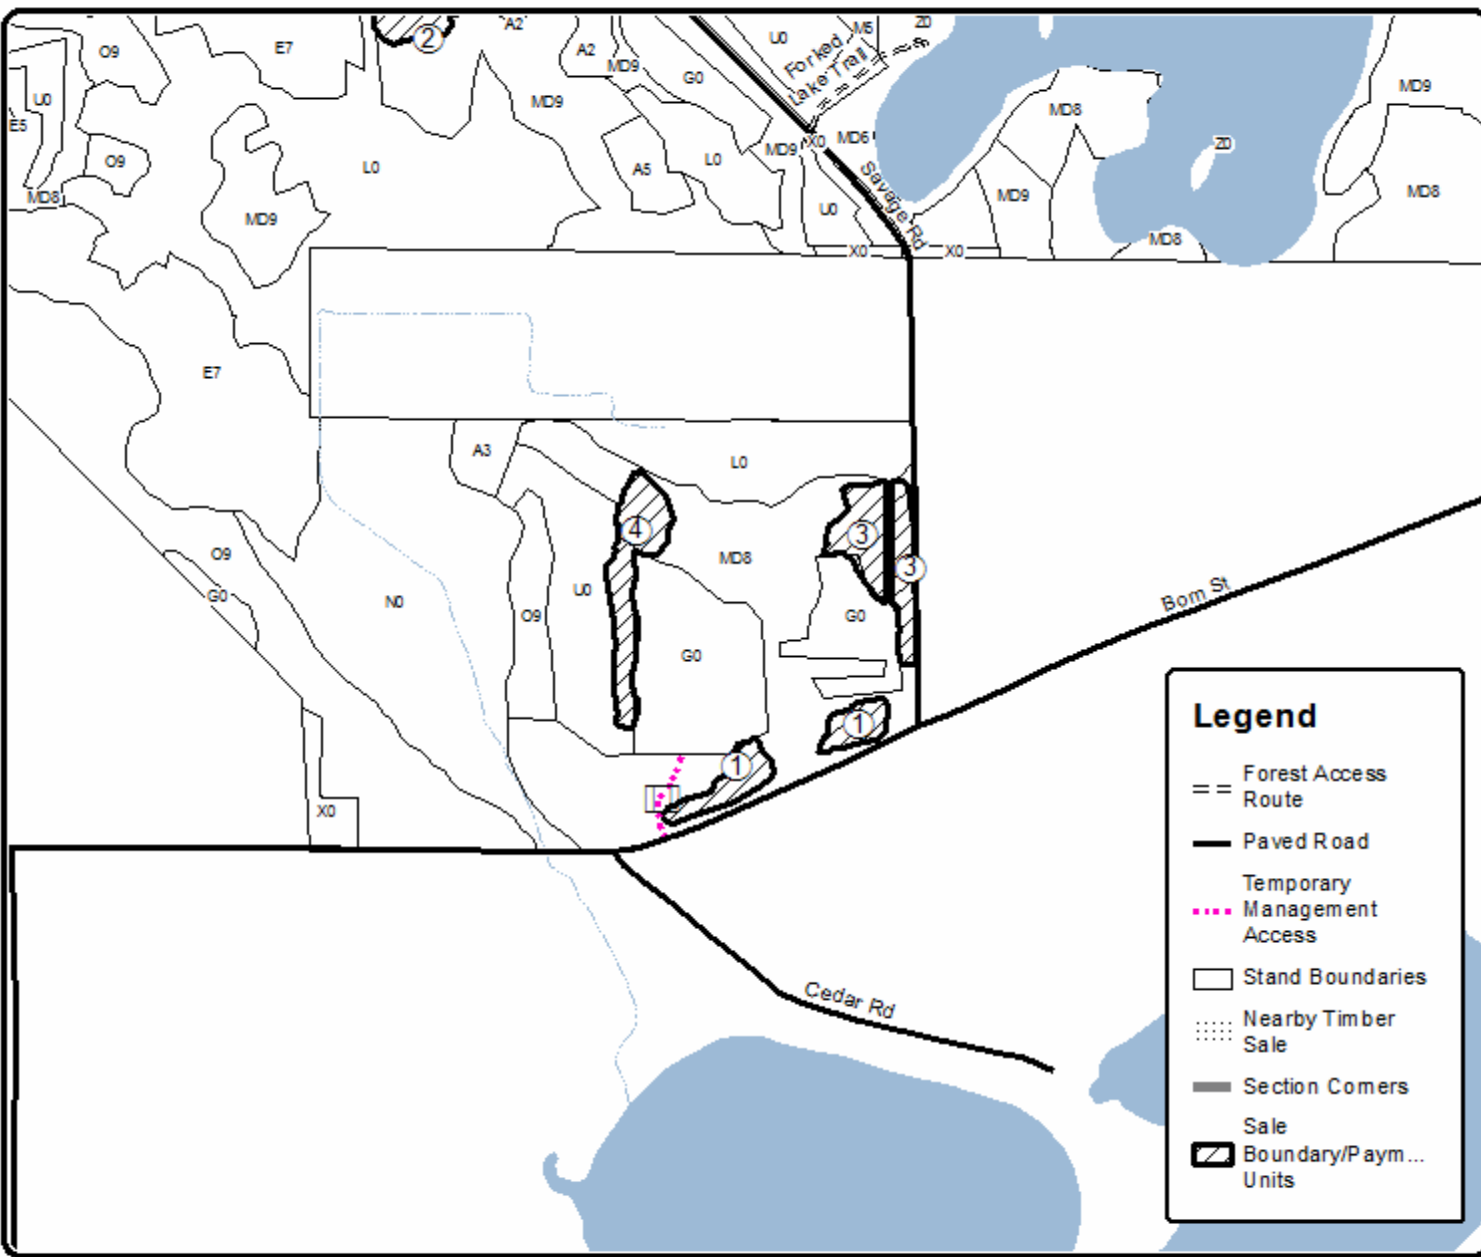 2
A2
Z0
M5
O9
E7
A2
U0
Forked
MD9
G0
Lake Trail
MD9
U0
MD9
MD8
E5
X0
MD6
Z0
O9
L0
A5
L0
MD9
MD8
MD9
U0
Savage Rd
MD9
MD8
MD9
MD8
X0
X0
E7
A3
L0
4
3
O9
MD8
3
G0
N0
O9
U0
G0
Born St
G0
1
1
X0
Legend
Forest Access
Route
Paved Road
Temporary
Management
Access
Stand Boundaries
Cedar Rd
Nearby Timber
Sale
Section Corners
Sale
Boundary/Paym...
Units